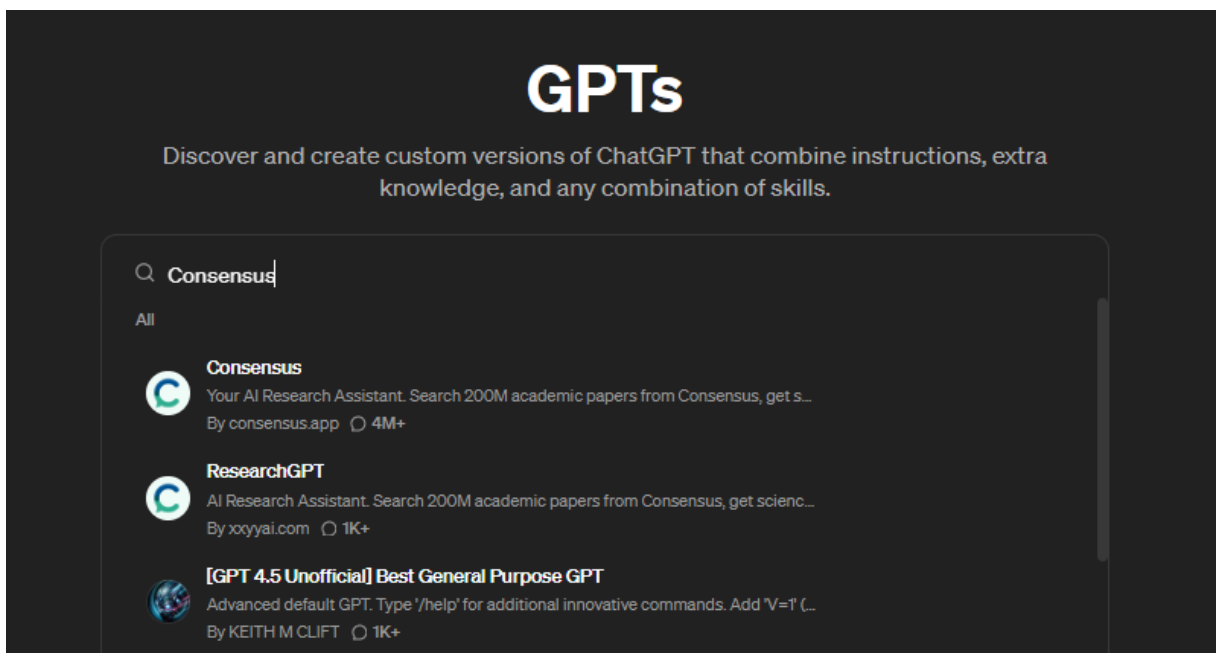 GPTs
Discover and create custom versions of ChatGPT that combine instructions, extra
knowledge, and any combination of skills.
Consensus
All
Consensus
Your AI Research Assistant. Search 200M academic papers from Consensus, get s...
By consensus.app 4M+
ResearchGPT
AI Research Assistant. Search 200M academic papers from Consensus, get scienc...
By xxyyai.com 1K+
[GPT 4.5 Unofficial] Best General Purpose GPT
Advanced default GPT. Type '/help' for additional innovative commands. Add 'V=1' (...
By KEITH M CLIFT 1K+